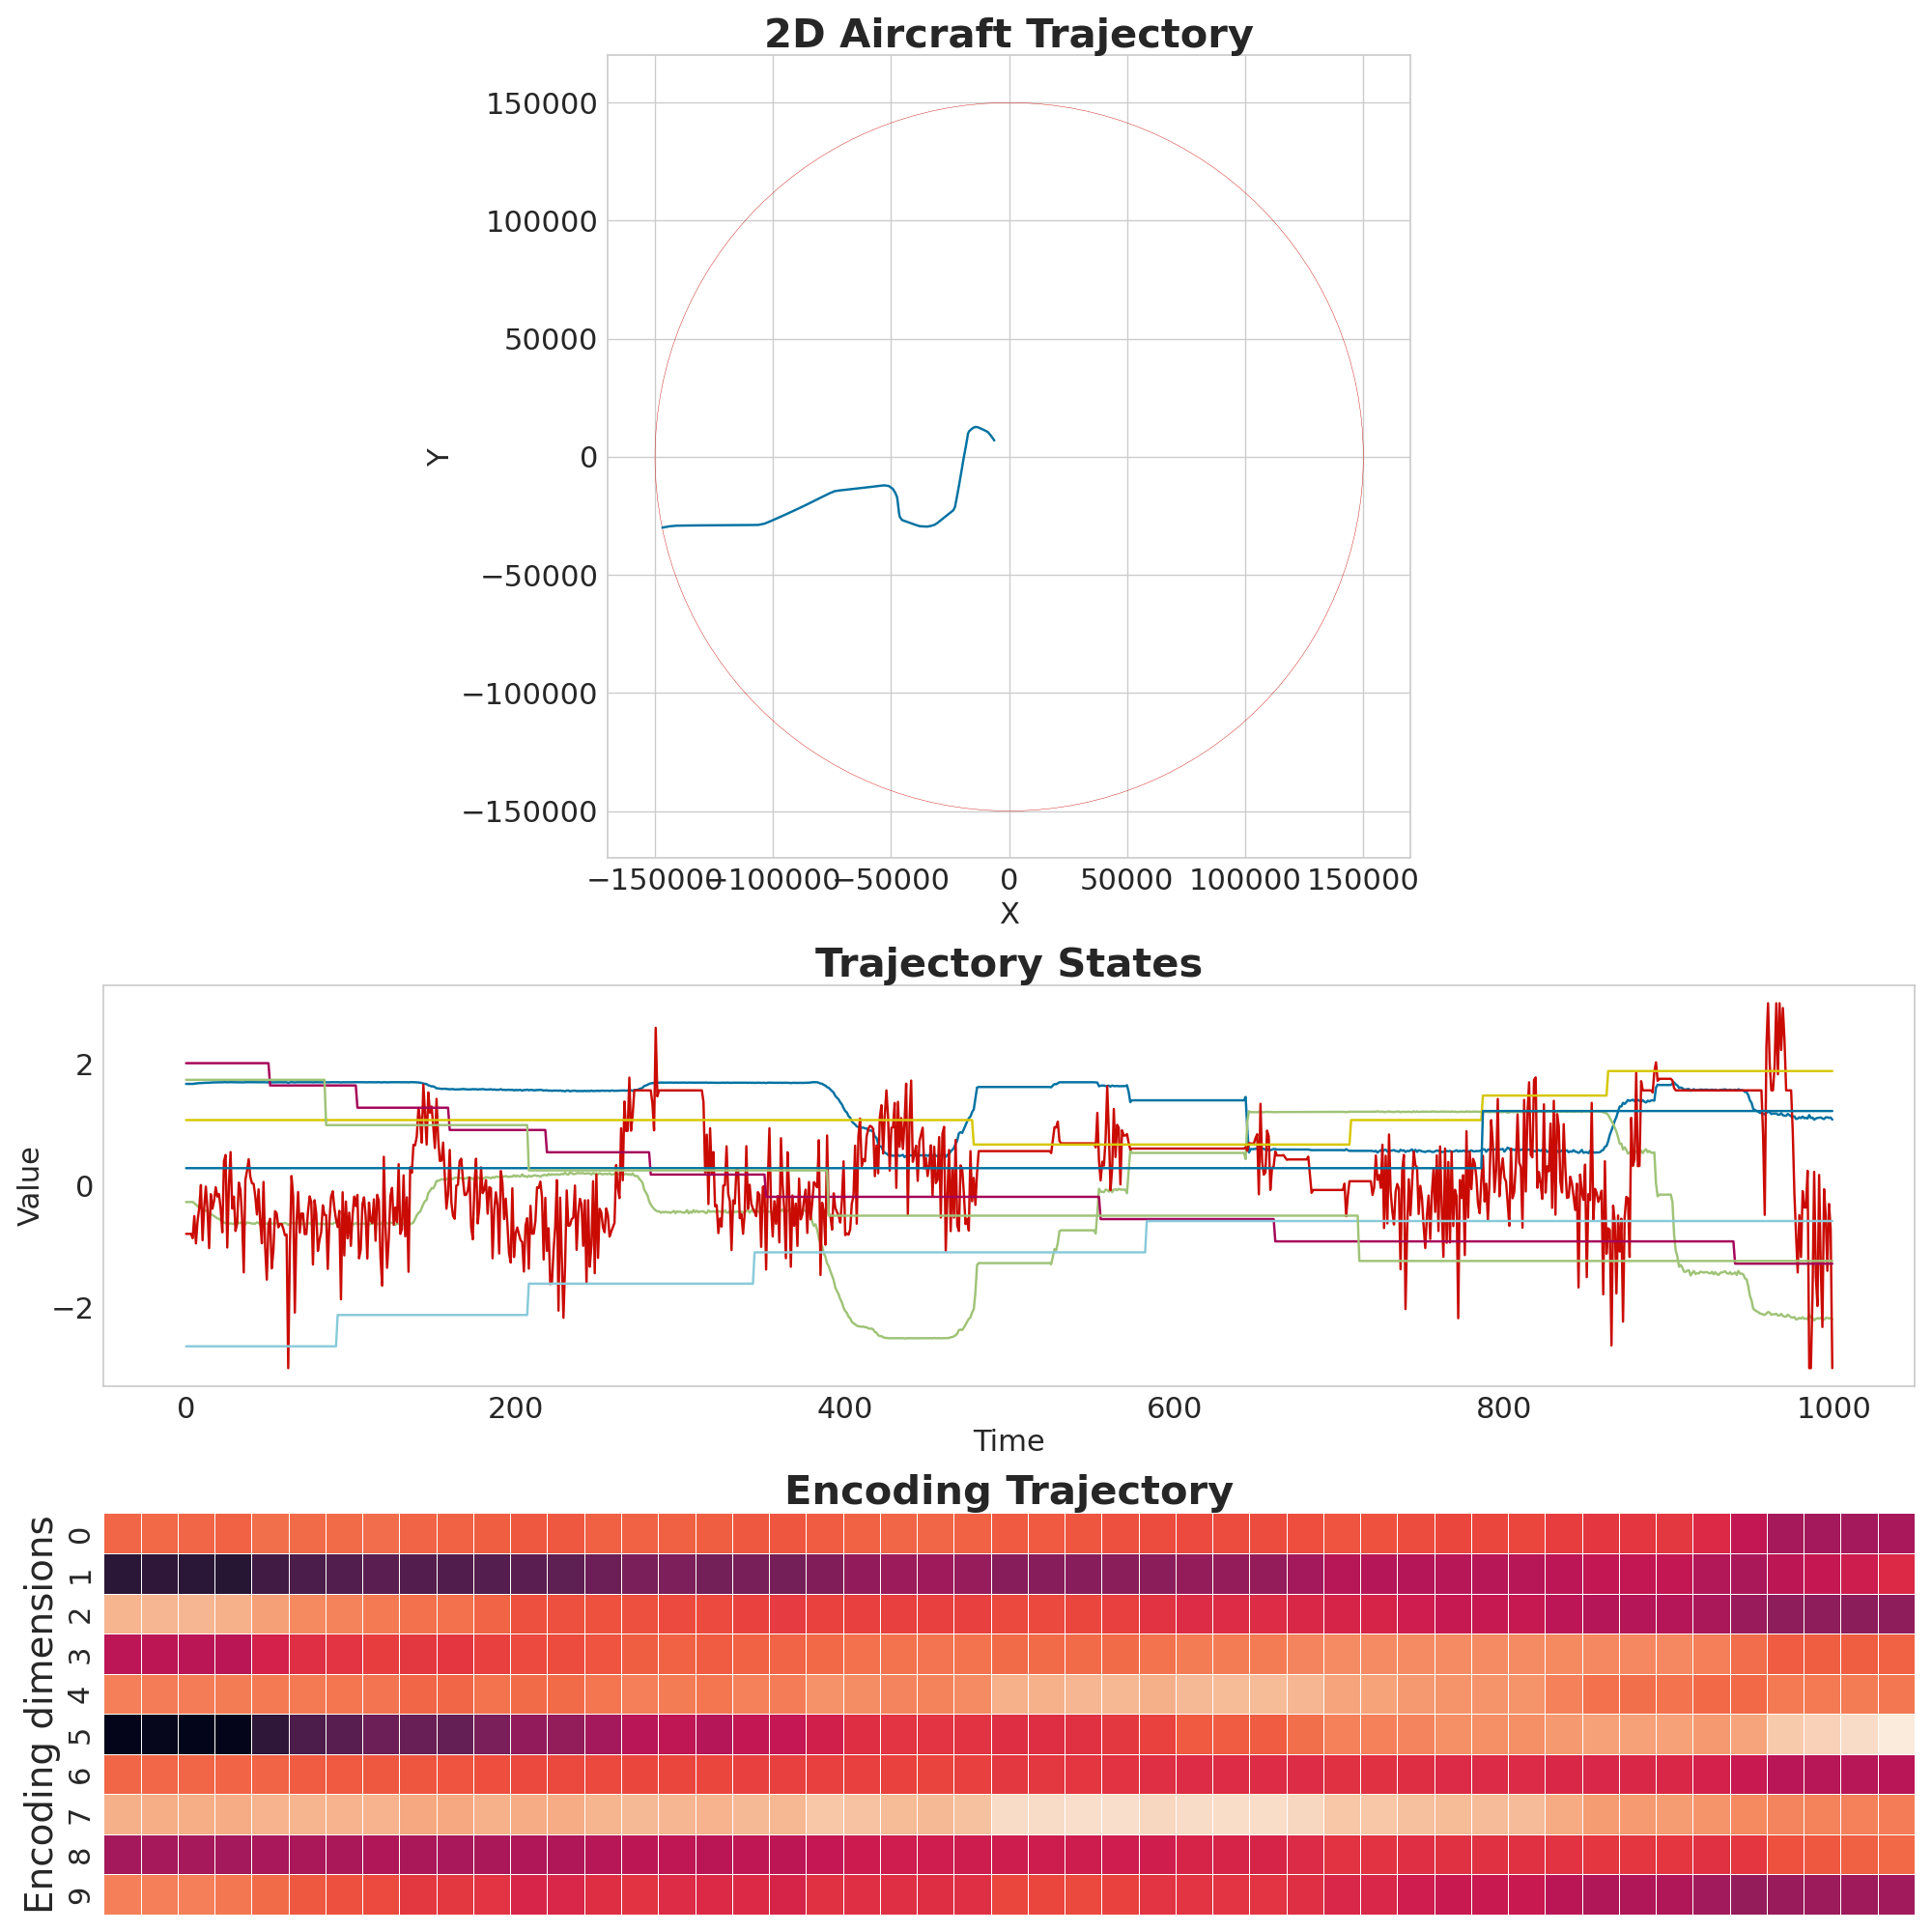 2D Aircraft Trajectory
150000
100000
50000
0
−50000
−100000
−150000
Y
−150000 −100000 −50000 0 50000 100000 150000
X
Trajectory States
2
0
−2
Value
0 200 400 600 800 1000
Time
Encoding Trajectory
Encoding dimensions
0
1
2
3
4
5
6
7
8
9